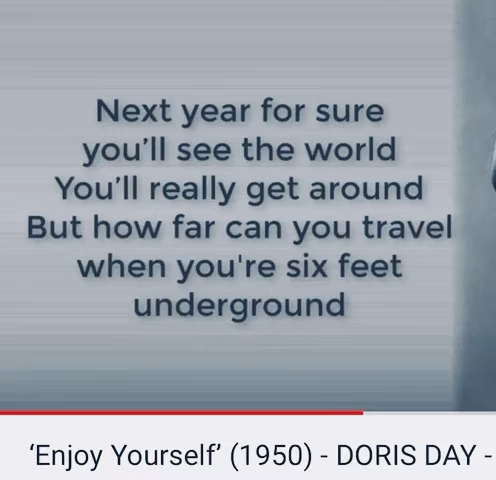 Next year for sure
you’ll see the world
You’ll really get around
But how far can you travel
when you're six feet
underground
‘Enjoy Yourself’ (1950) - DORIS DAY -